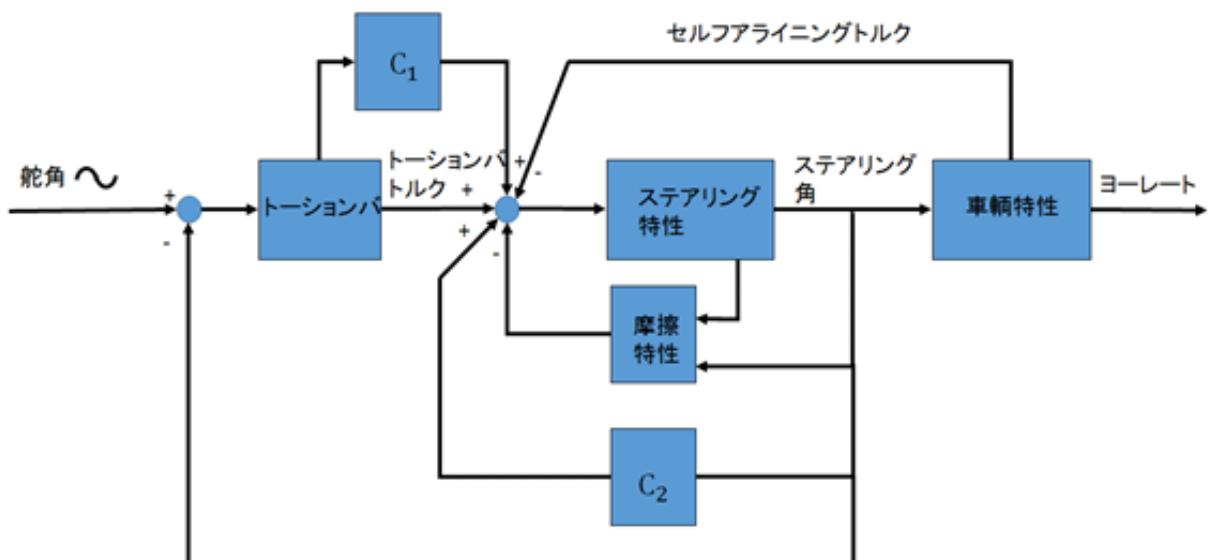 セルフアライニングトルク
C₁
舵角
+
-
トーションバ
トーションバ
トルク
+
+
-
+
-
ステアリング
特性
ステアリング
角
車輌特性
ヨーレート
摩擦
特性
C₂